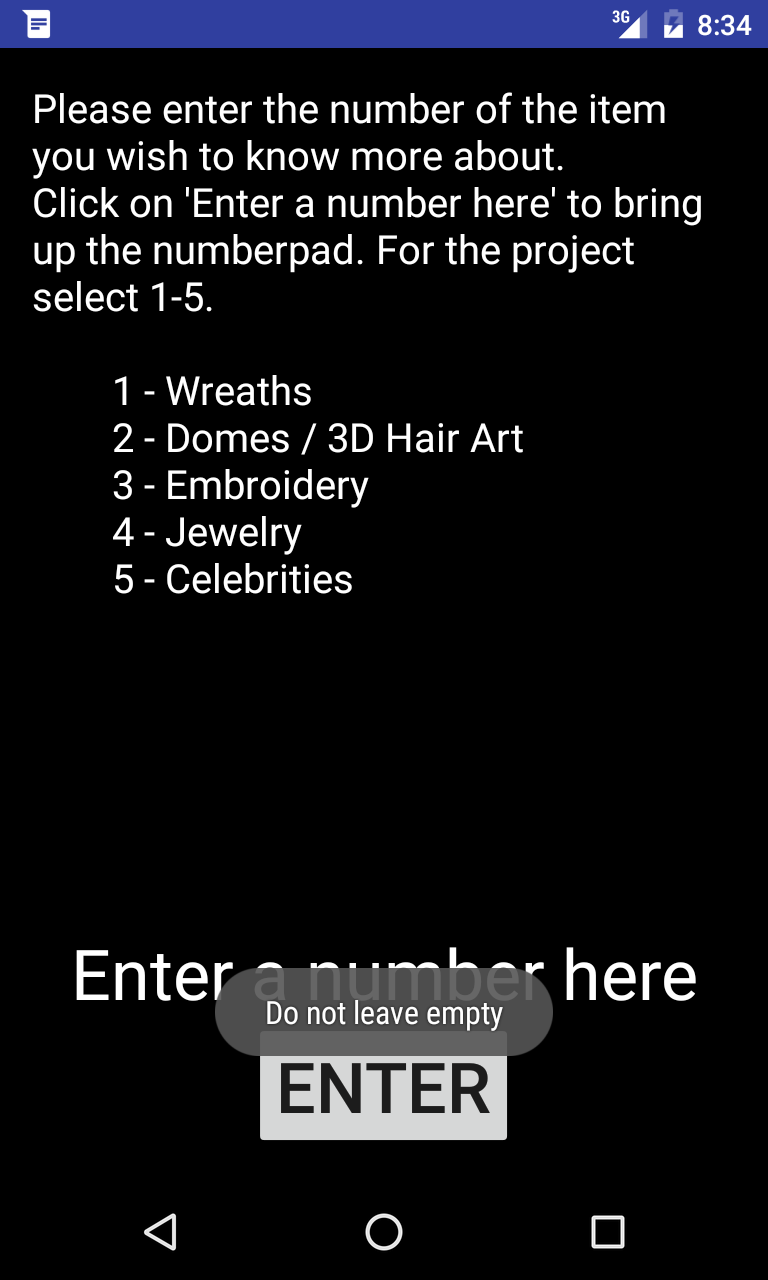 3G 8:34
Please enter the number of the item
you wish to know more about.
Click on 'Enter a number here' to bring
up the numberpad. For the project
select 1-5.
1 - Wreaths
2 - Domes / 3D Hair Art
3 - Embroidery
4 - Jewelry
5 - Celebrities
Enter a number here
Do not leave empty
ENTER